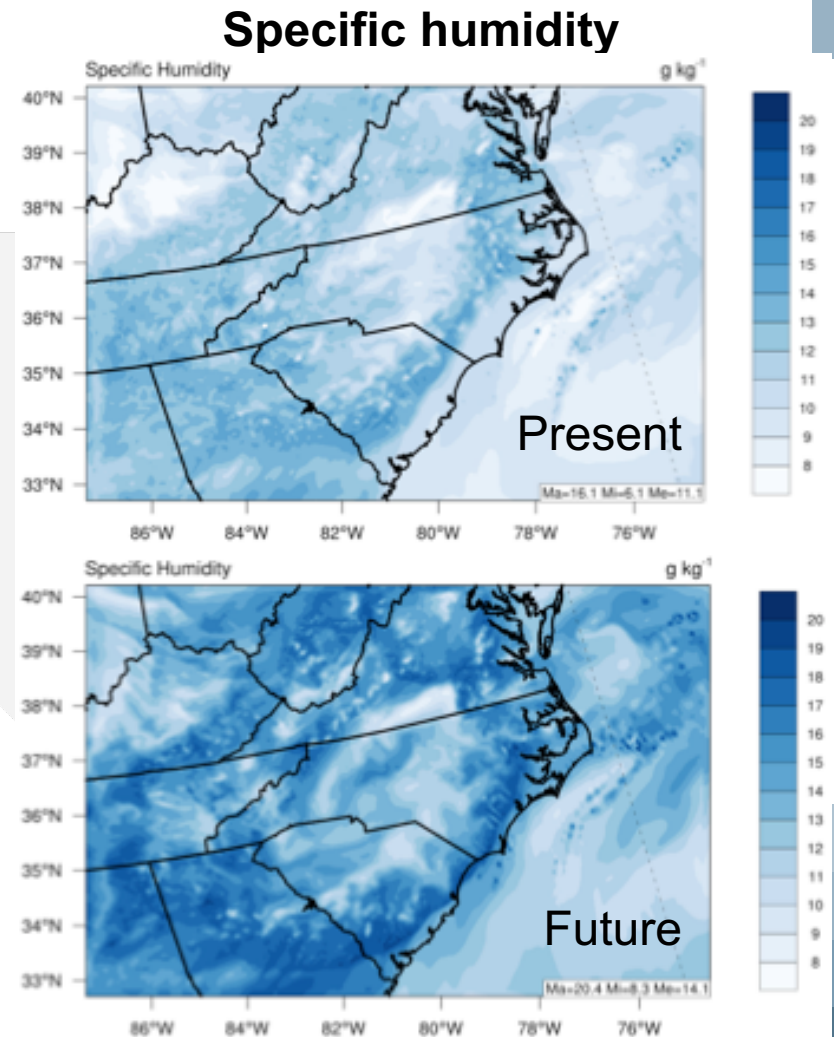 Specific humidity
Specific Humidity g kg⁻¹
40°N
39°N
38°N
37°N
36°N
35°N
34°N
33°N
86°W 84°W 82°W 80°W 78°W 76°W
Present
Ma=16.1 Mi=6.1 Me=11.1
20
19
18
17
16
15
14
13
12
11
10
9
8
Specific Humidity g kg⁻¹
40°N
39°N
38°N
37°N
36°N
35°N
34°N
33°N
86°W 84°W 82°W 80°W 78°W 76°W
Future
Ma=20.4 Mi=8.3 Me=14.1
20
19
18
17
16
15
14
13
12
11
10
9
8